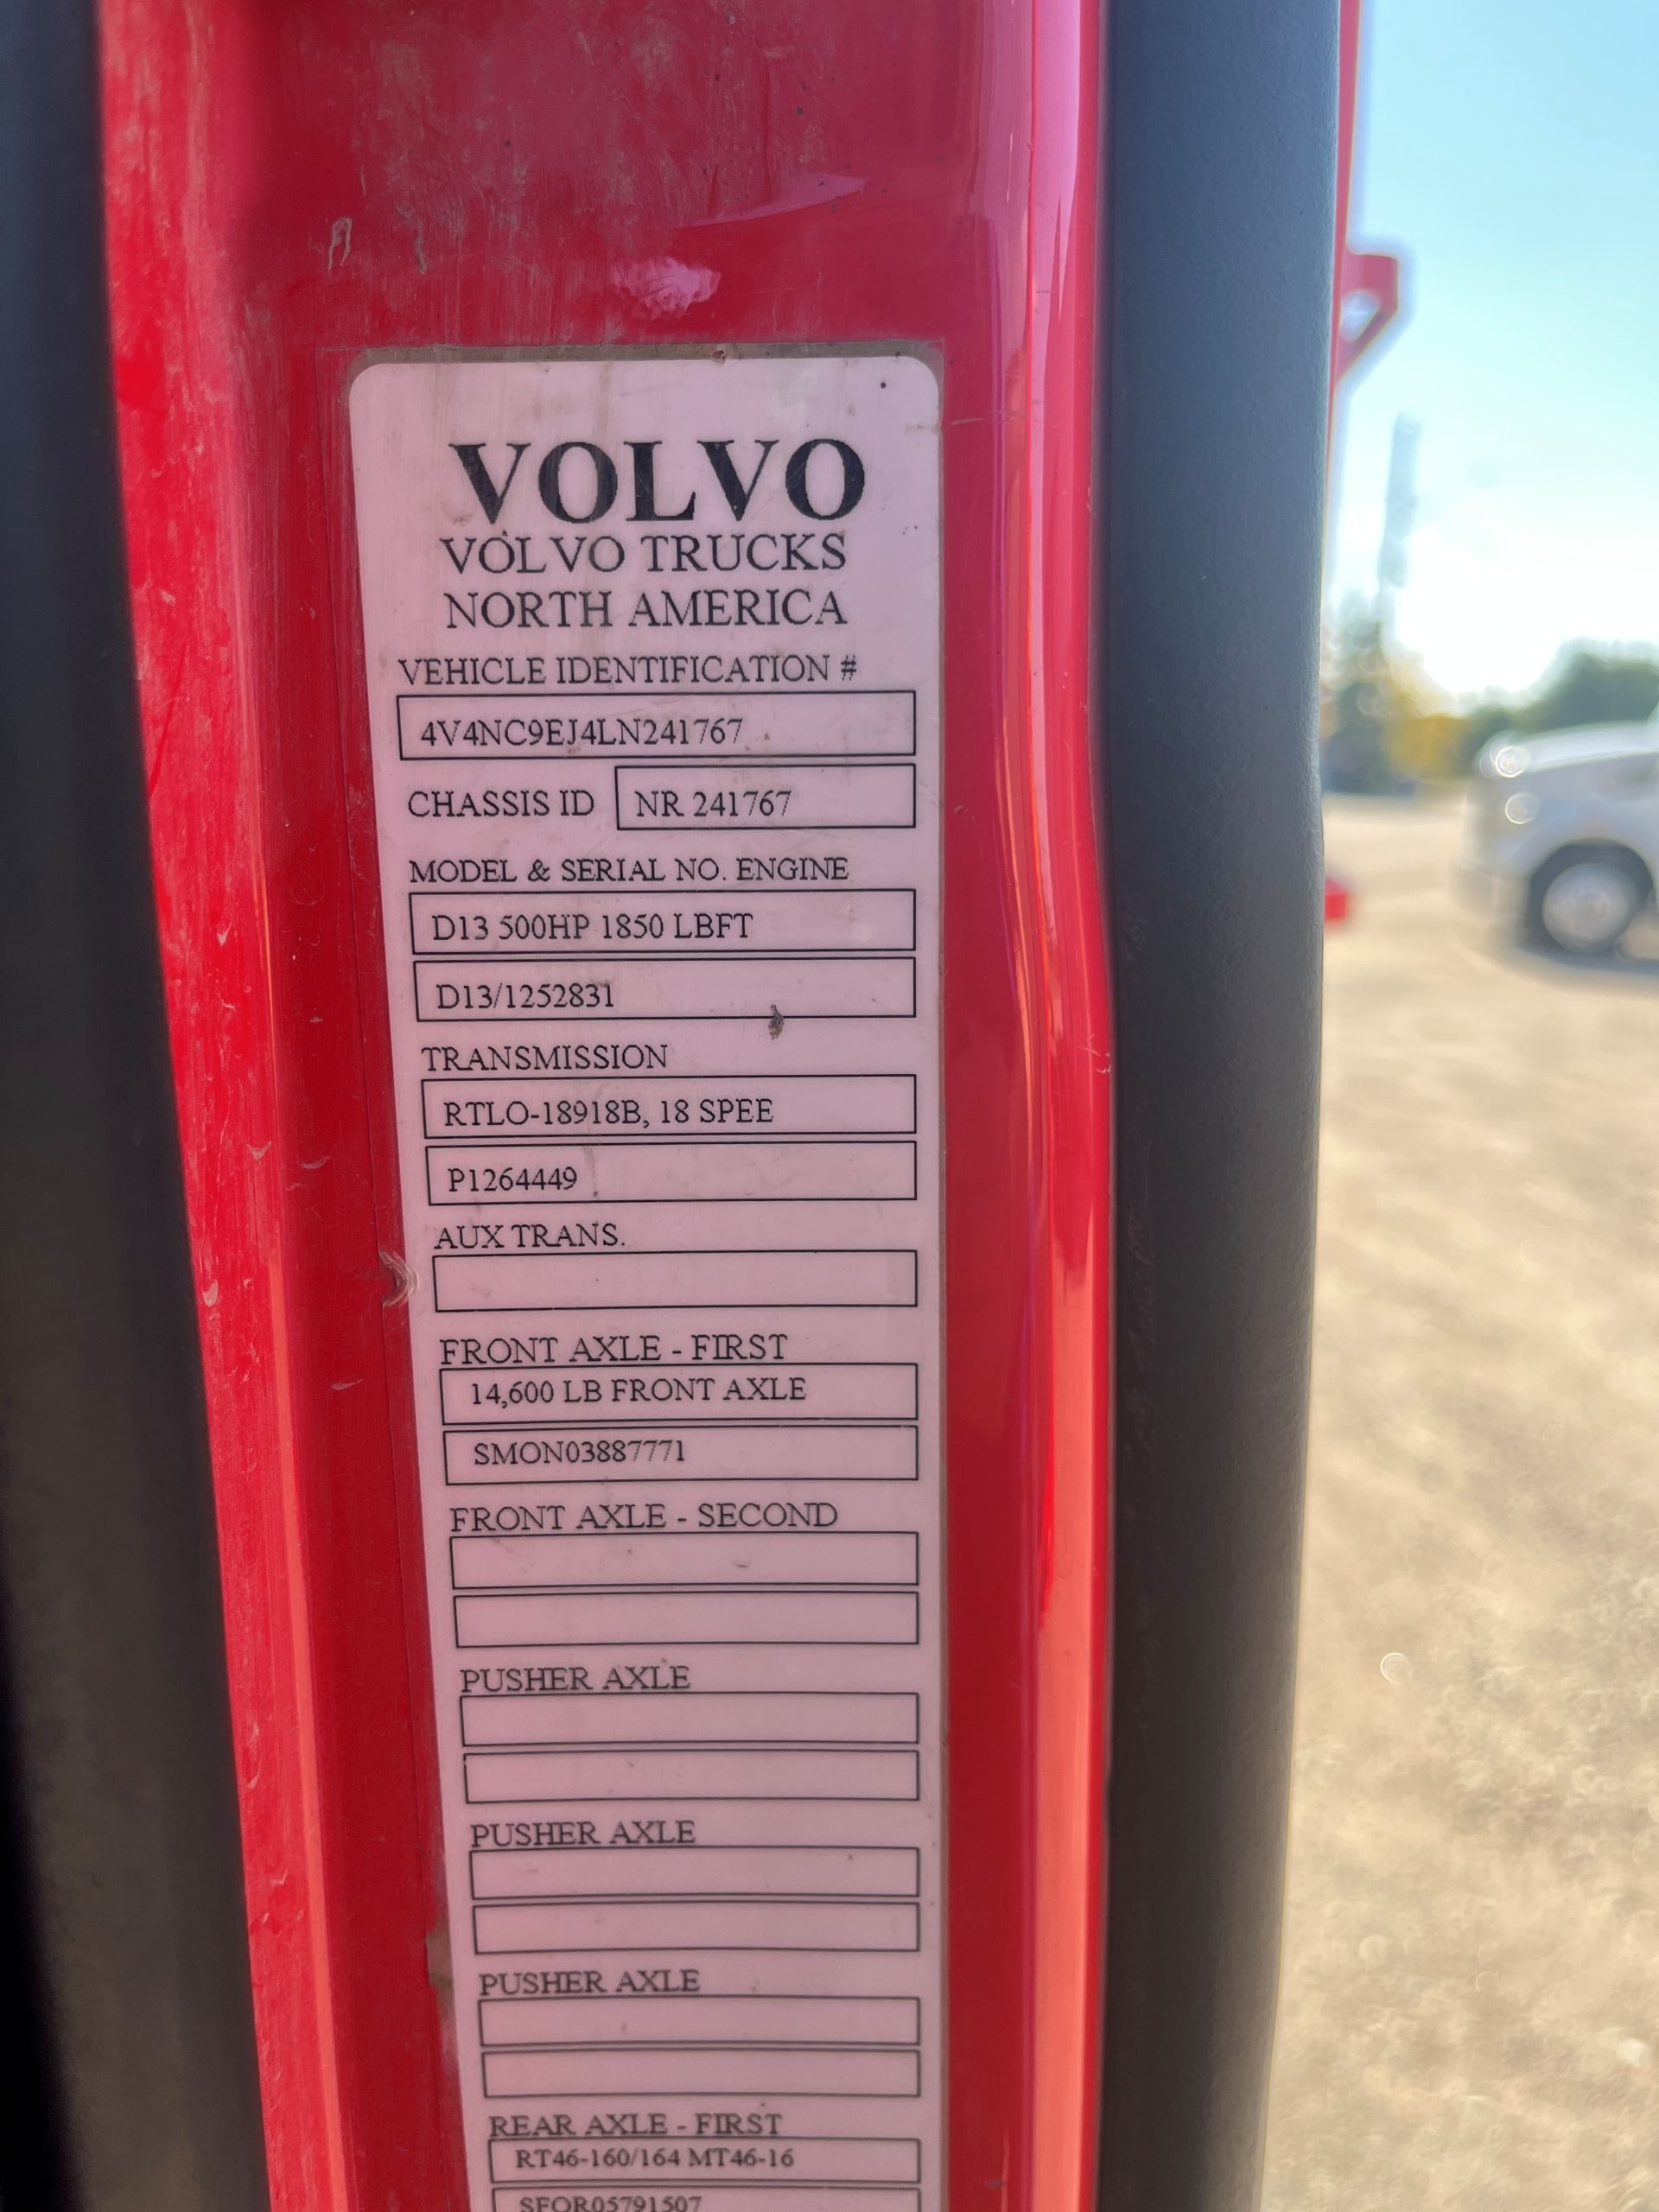 VOLVO
VOLVO TRUCKS
NORTH AMERICA
VEHICLE IDENTIFICATION #
4V4NC9EJ4LN241767
CHASSIS ID NR 241767
MODEL & SERIAL NO. ENGINE
D13 500HP 1850 LBFT
D13/1252831
TRANSMISSION
RTLO-18918B, 18 SPEE
P1264449
AUX TRANS.
FRONT AXLE - FIRST
14,600 LB FRONT AXLE
SMON03887771
FRONT AXLE - SECOND
PUSHER AXLE
PUSHER AXLE
PUSHER AXLE
REAR AXLE - FIRST
RT46-160/164 MT46-16